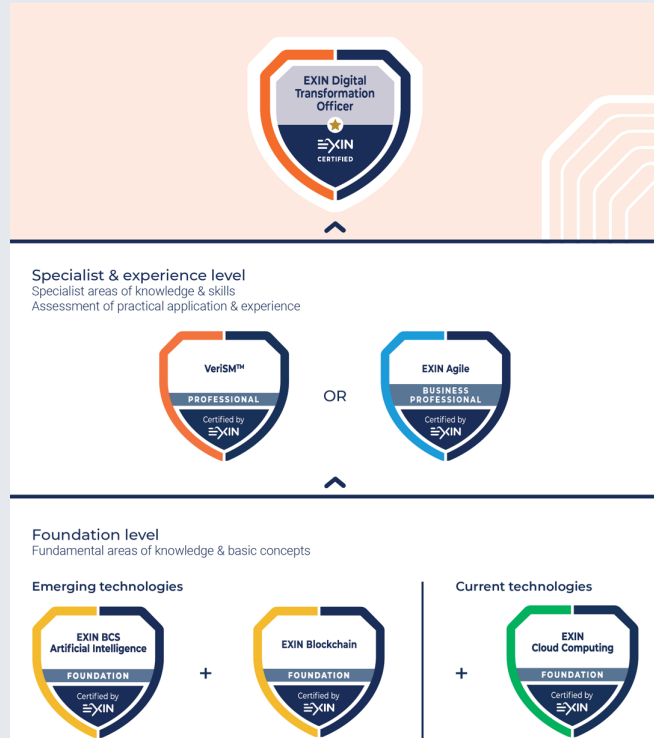 EXIN Digital
Transformation
Officer
EXIN
CERTIFIED
Specialist & experience level
Specialist areas of knowledge & skills
Assessment of practical application & experience
VeriSM™
PROFESSIONAL
Certified by
EXIN
OR
EXIN Agile
BUSINESS
PROFESSIONAL
Certified by
EXIN
Foundation level
Fundamental areas of knowledge & basic concepts
Emerging technologies
EXIN BCS
Artificial Intelligence
FOUNDATION
Certified by
EXIN
+
EXIN Blockchain
FOUNDATION
Certified by
EXIN
Current technologies
+
EXIN
Cloud Computing
FOUNDATION
Certified by
EXIN